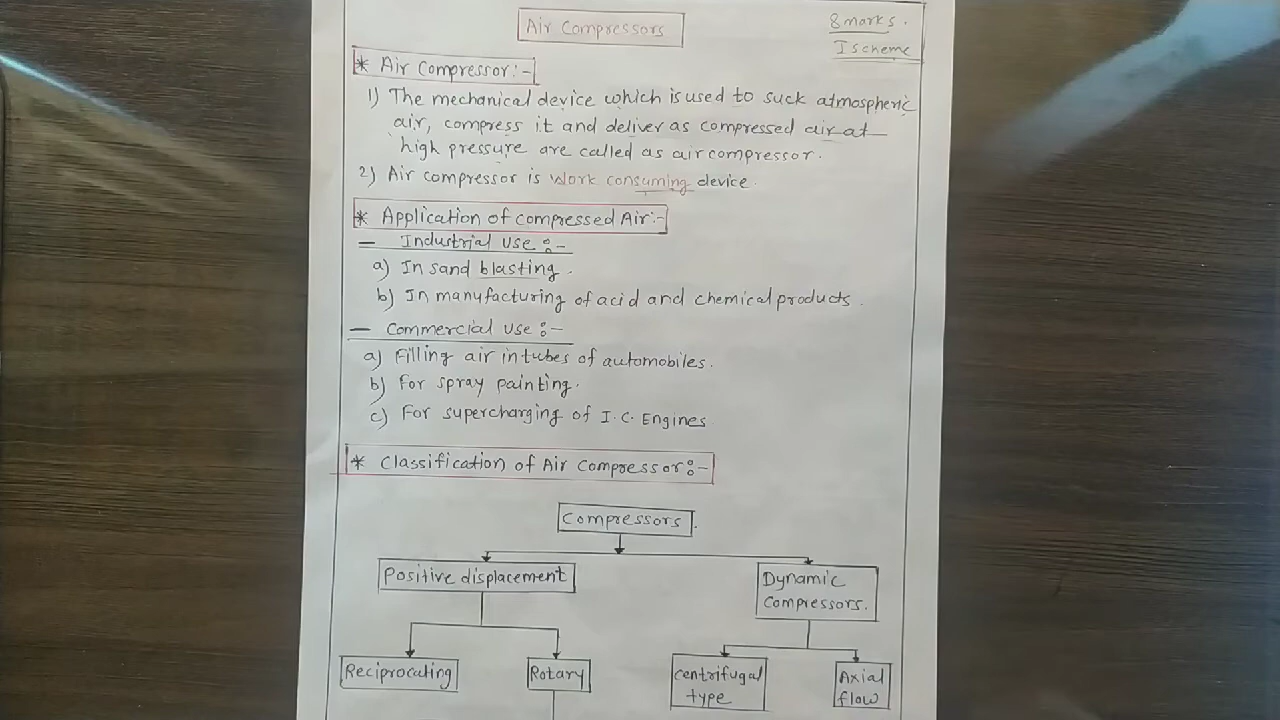 Air Compressors
8 marks.
I scheme
* Air Compressor:-
1) The mechanical device which is used to suck atmospheric
air, compress it and deliver as compressed air at
high pressure are called as air compressor.
2) Air compressor is work consuming device.
* Application of compressed Air:-
— Industrial use :-
a) In sand blasting.
b) In manufacturing of acid and chemical products.
— Commercial use :-
a) Filling air in tubes of automobiles.
b) For spray painting.
c) For supercharging of I.C. Engines
* Classification of Air Compressor:-
Compressors.
Positive displacement
Dynamic
Compressors.
Reciprocating
Rotary
Centrifugal
type
Axial
flow